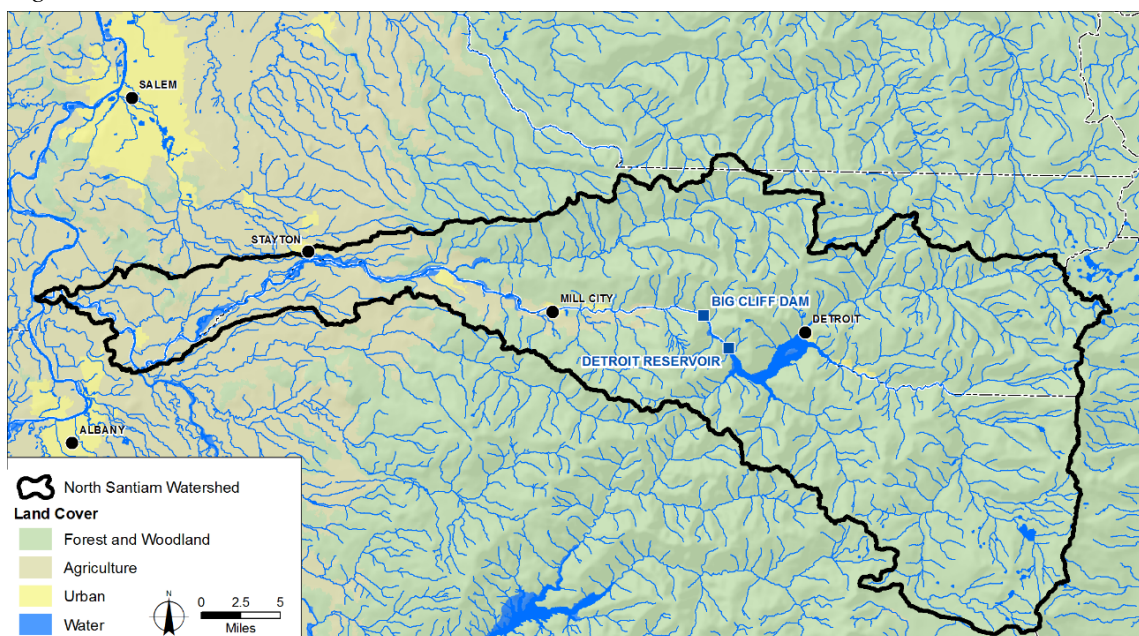 SALEM
STAYTON
MILL CITY
BIG CLIFF DAM
DETROIT
DETROIT RESERVOIR
ALBANY
North Santiam Watershed
Land Cover
Forest and Woodland
Agriculture
Urban
Water
N
0 2.5 5
Miles